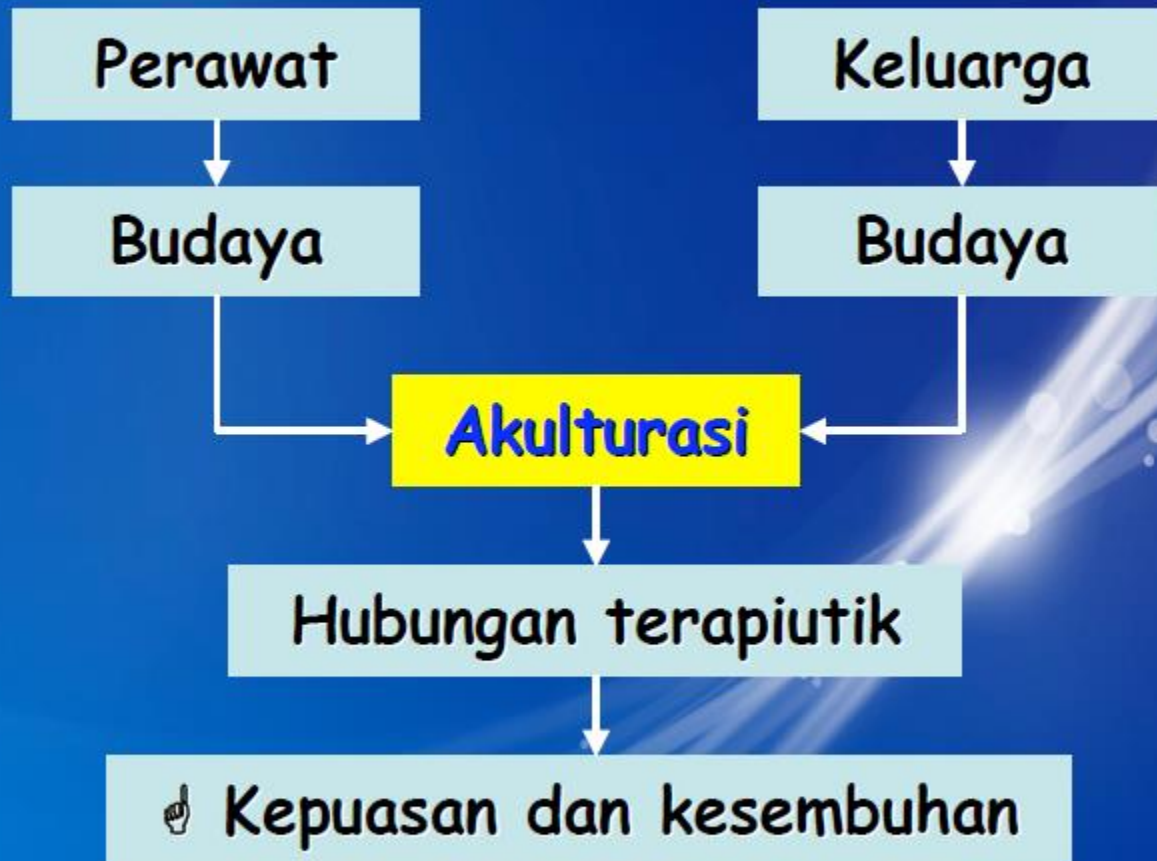 Perawat
Keluarga
Budaya
Budaya
Akulturasi
Hubungan terapiutik
☝ Kepuasan dan kesembuhan